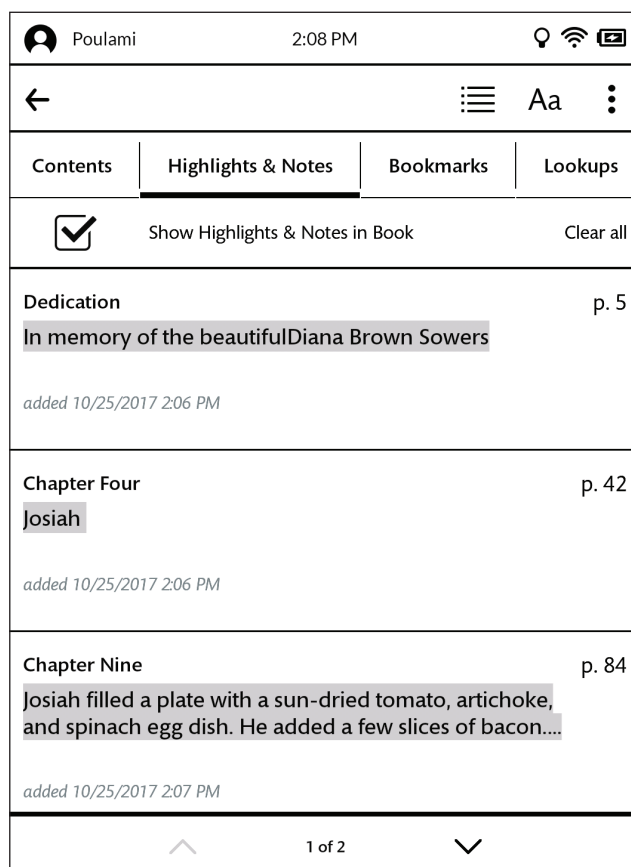 Poulami 2:08 PM
Aa
Contents Highlights & Notes Bookmarks Lookups
Show Highlights & Notes in Book Clear all
Dedication p. 5
In memory of the beautifulDiana Brown Sowers
added 10/25/2017 2:06 PM
Chapter Four p. 42
Josiah
added 10/25/2017 2:06 PM
Chapter Nine p. 84
Josiah filled a plate with a sun-dried tomato, artichoke,
and spinach egg dish. He added a few slices of bacon....
added 10/25/2017 2:07 PM
1 of 2